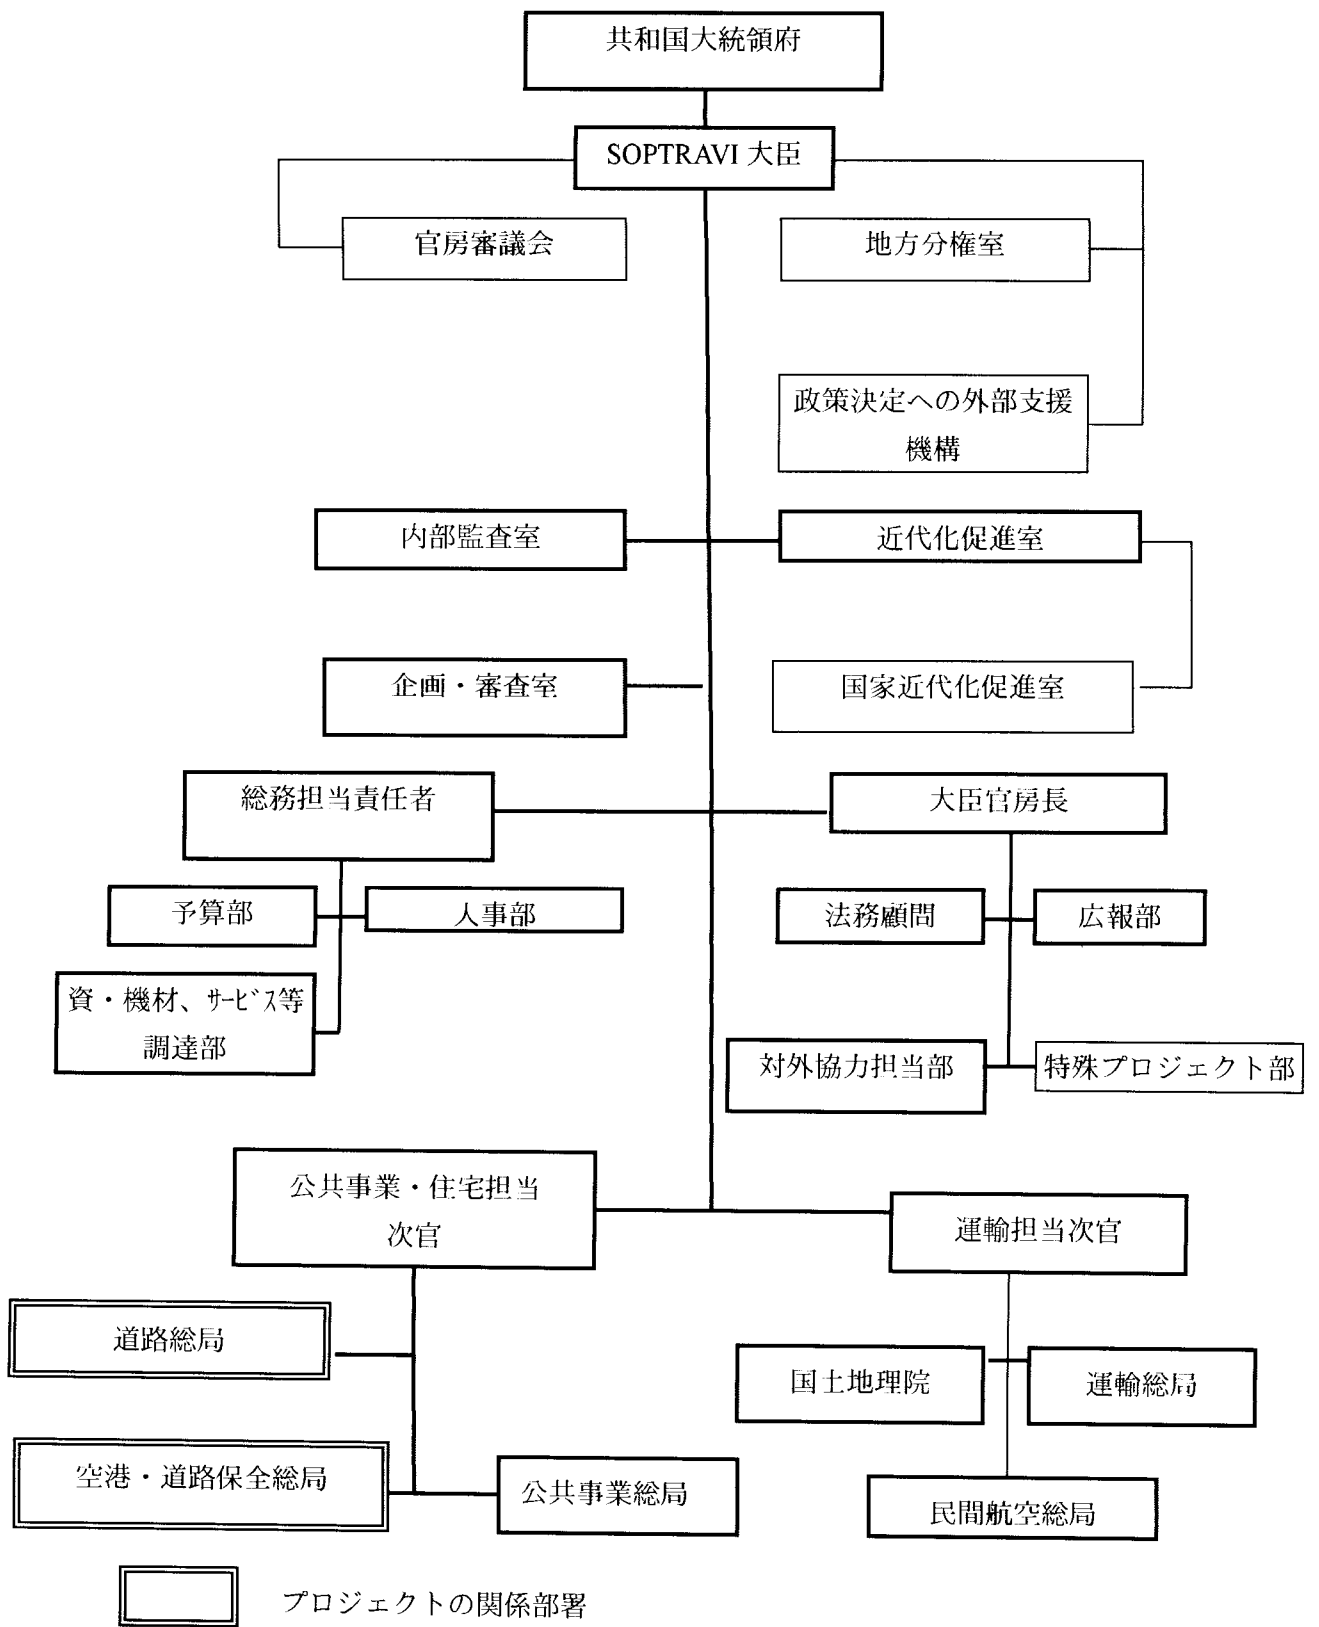 共和国大統領府
SOPTRAVI 大臣
官房審議会
地方分権室
政策決定への外部支援
機構
内部監査室
近代化促進室
企画・審査室
国家近代化促進室
総務担当責任者
大臣官房長
予算部
人事部
法務顧問
広報部
資・機材、ｻｰﾋﾞｽ等
調達部
対外協力担当部
特殊プロジェクト部
公共事業・住宅担当
次官
運輸担当次官
道路総局
国土地理院
運輸総局
空港・道路保全総局
公共事業総局
民間航空総局
プロジェクトの関係部署